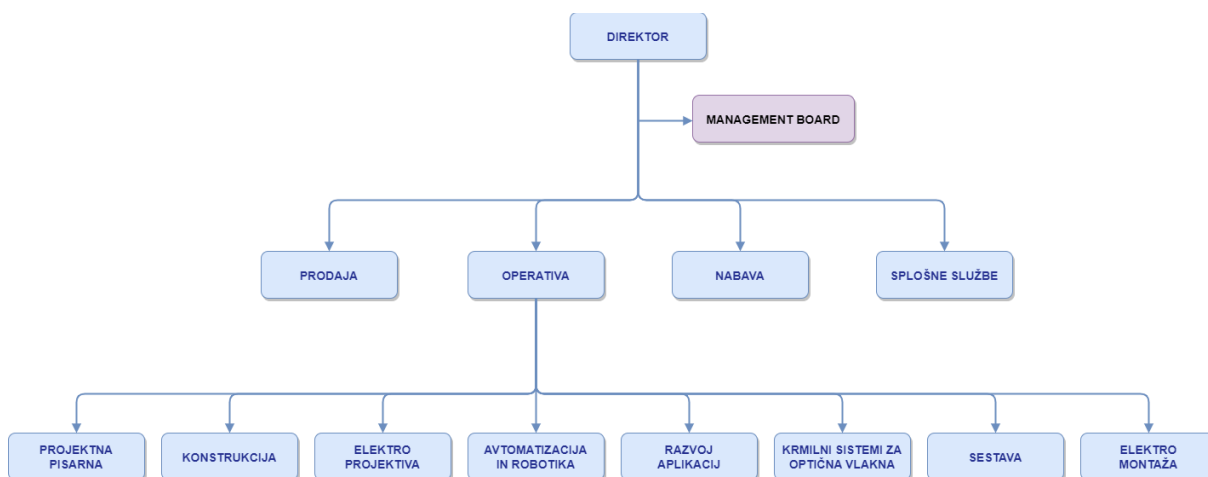 DIREKTOR
MANAGEMENT BOARD
PRODAJA
OPERATIVA
NABAVA
SPLOŠNE SLUŽBE
PROJEKTNA
PISARNA
KONSTRUKCIJA
ELEKTRO
PROJEKTIVA
AVTOMATIZACIJA
IN ROBOTIKA
RAZVOJ
APLIKACIJ
KRMILNI SISTEMI ZA
OPTIČNA VLAKNA
SESTAVA
ELEKTRO
MONTAŽA